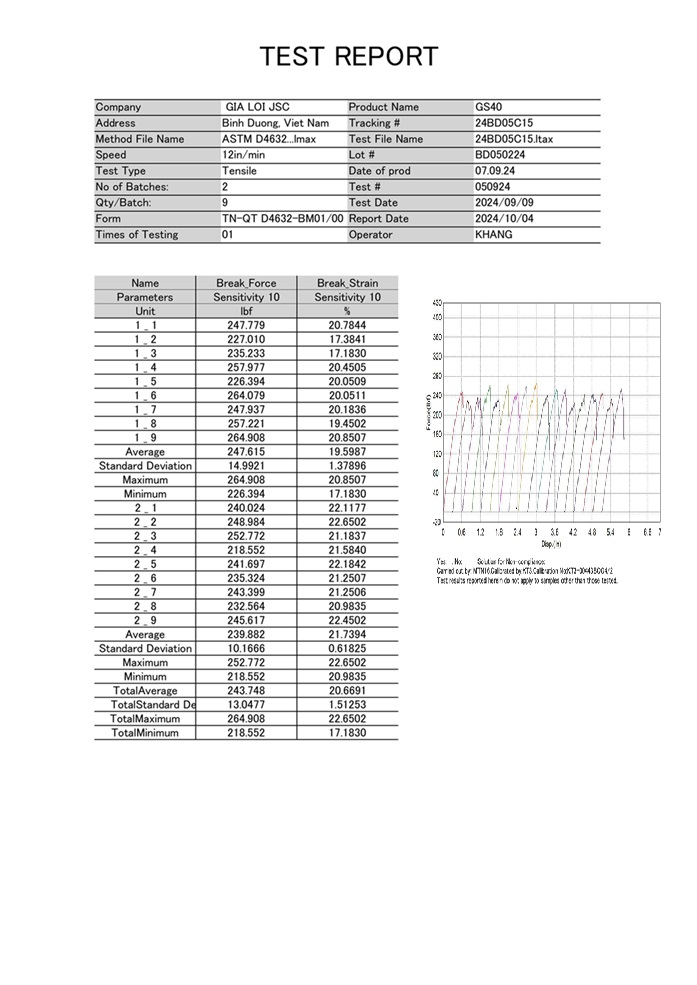 TEST REPORT
Company GIA LOI JSC Product Name GS40
Address Binh Duong, Viet Nam Tracking # 24BD05C15
Method File Name ASTM D4632...lmax Test File Name 24BD05C15.ltax
Speed 12in/min Lot # BD050224
Test Type Tensile Date of prod 07.09.24
No of Batches: 2 Test # 050924
Qty/Batch: 9 Test Date 2024/09/09
Form TN-QT D4632-BM01/00 Report Date 2024/10/04
Times of Testing 01 Operator KHANG
Name Break_Force Break_Strain
Parameters Sensitivity 10 Sensitivity 10
Unit lbf %
1 _ 1 247.779 20.7844
1 _ 2 227.010 17.3841
1 _ 3 235.233 17.1830
1 _ 4 257.977 20.4505
1 _ 5 226.394 20.0509
1 _ 6 264.079 20.0511
1 _ 7 247.937 20.1836
1 _ 8 257.221 19.4502
1 _ 9 264.908 20.8507
Average 247.615 19.5987
Standard Deviation 14.9921 1.37896
Maximum 264.908 20.8507
Minimum 226.394 17.1830
2 _ 1 240.024 22.1177
2 _ 2 248.984 22.6502
2 _ 3 252.772 21.1837
2 _ 4 218.552 21.5840
2 _ 5 241.697 22.1842
2 _ 6 235.324 21.2507
2 _ 7 243.399 21.2506
2 _ 8 232.564 20.9835
2 _ 9 245.617 22.4502
Average 239.882 21.7394
Standard Deviation 10.1666 0.61825
Maximum 252.772 22.6502
Minimum 218.552 20.9835
TotalAverage 243.748 20.6691
TotalStandard De 13.0477 1.51253
TotalMaximum 264.908 22.6502
TotalMinimum 218.552 17.1830
Force(lbf)
400
360
320
280
240
200
160
120
80
40
0 0.6 1.2 1.8 2.4 3 3.6 4.2 4.8 5.4 6 6.6 7
Disp.(in)
Yes No: Solution for Non-compliance:
Carried out by: Calibrated by KT3,Calibration
Test results reported herein do not apply to samples other than those tested.